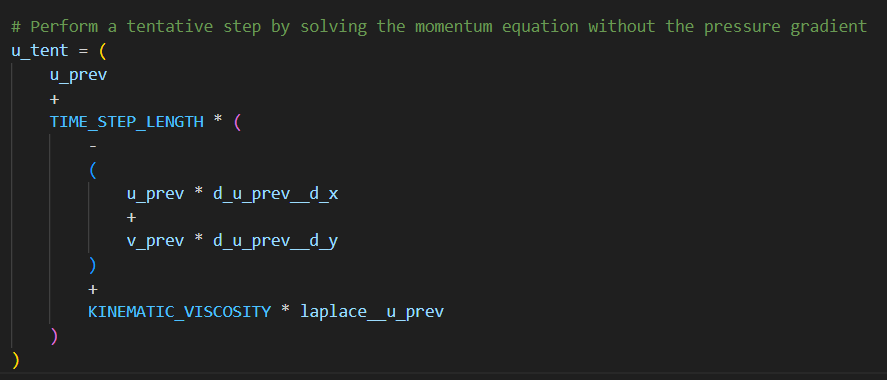 # Perform a tentative step by solving the momentum equation without the pressure gradient
u_tent = (
    u_prev
    +
    TIME_STEP_LENGTH * (
        -
        (
            u_prev * d_u_prev__d_x
            +
            v_prev * d_u_prev__d_y
        )
        +
        KINEMATIC_VISCOSITY * laplace__u_prev
    )
)